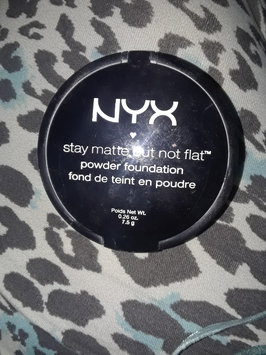 NYX
stay matte but not flat™
powder foundation
fond de teint en poudre
Poids Net Wt.
0.26 oz.
7.5 g